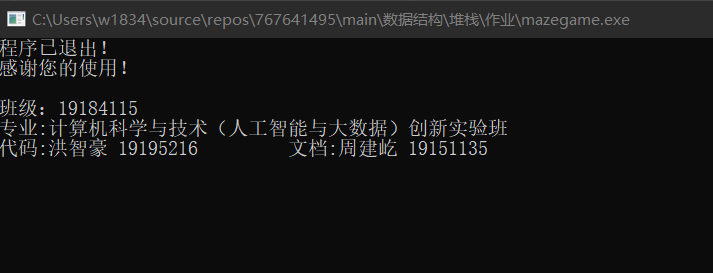 C:\Users\w1834\source\repos\767641495\main\数据结构\堆栈\作业\mazegame.exe
程序已退出!
感谢您的使用!
班级: 19184115
专业:计算机科学与技术（人工智能与大数据）创新实验班
代码:洪智豪 19195216 文档:周建屹 19151135